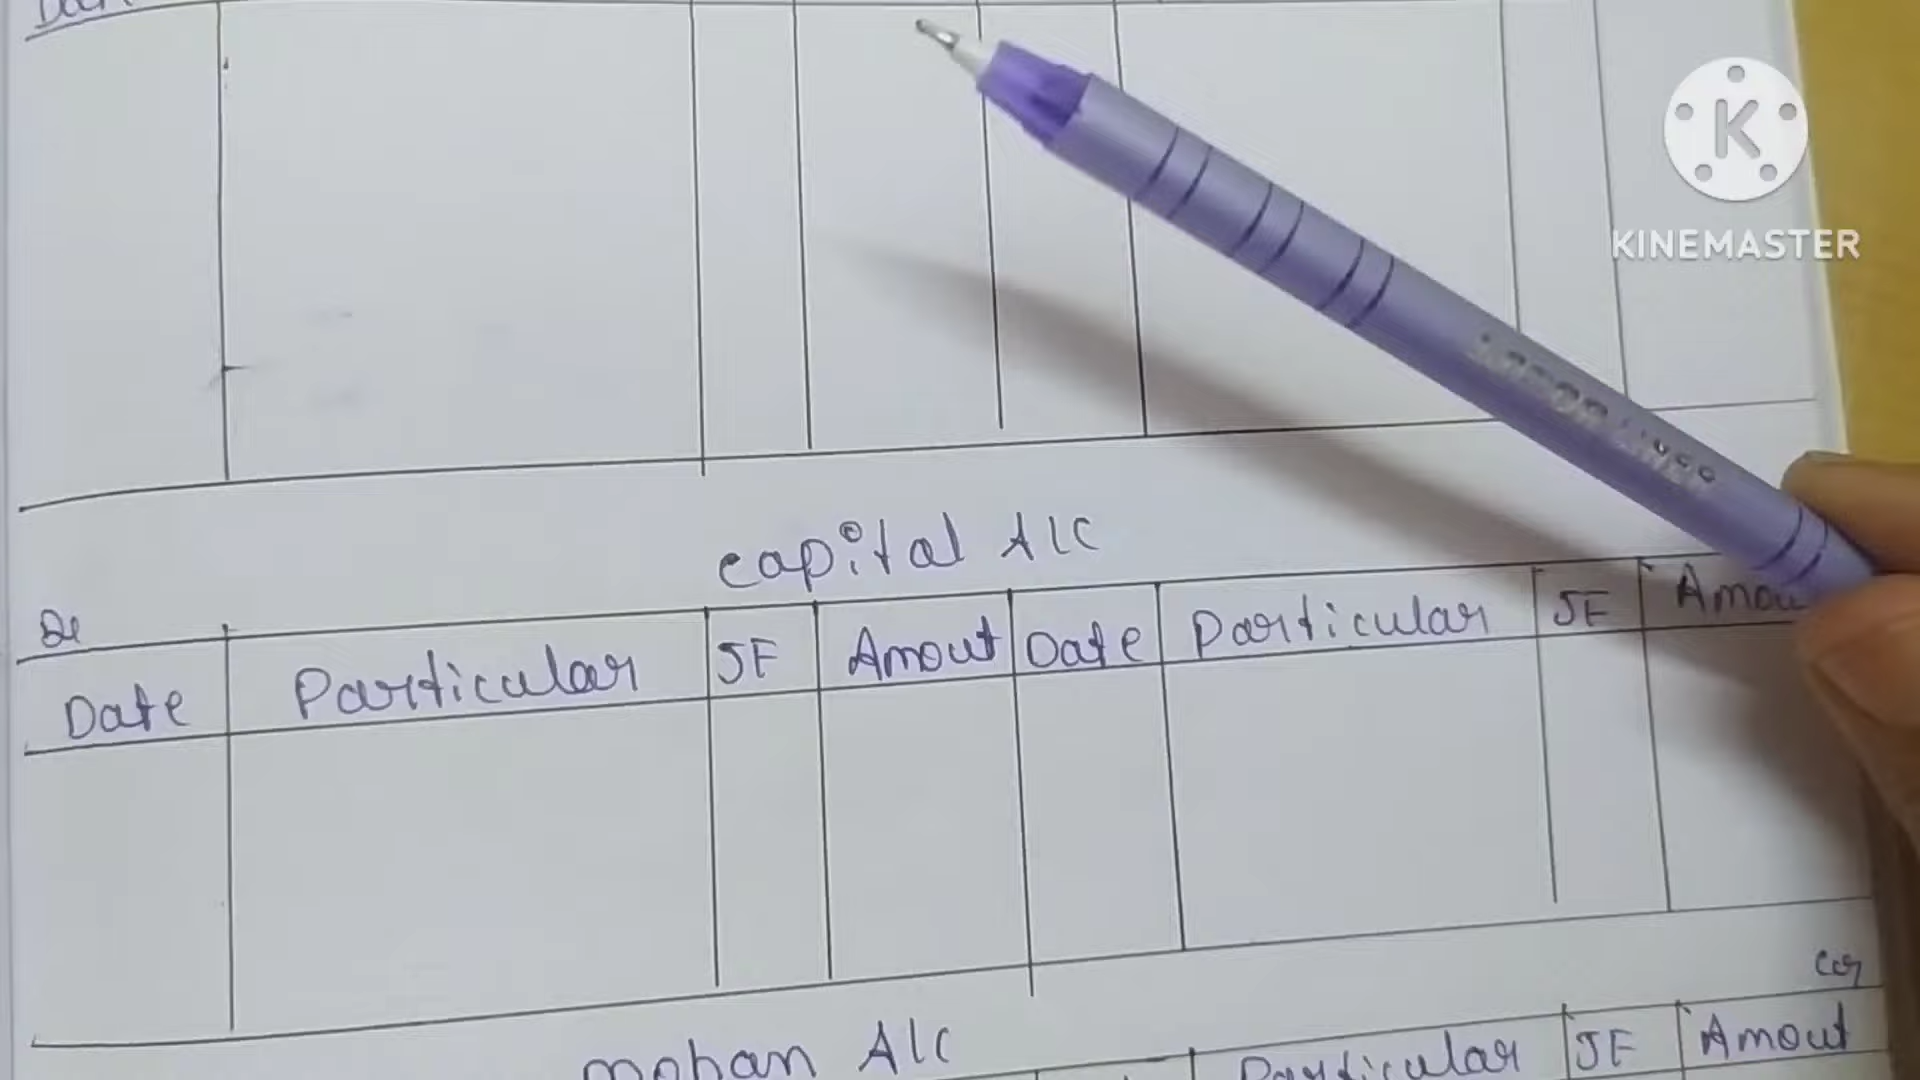 K
KINEMASTER
capital A/C
Dr
Date Particular JF Amout Date Particular JF Amou
Cr
mohan A/C
Particular JF Amout